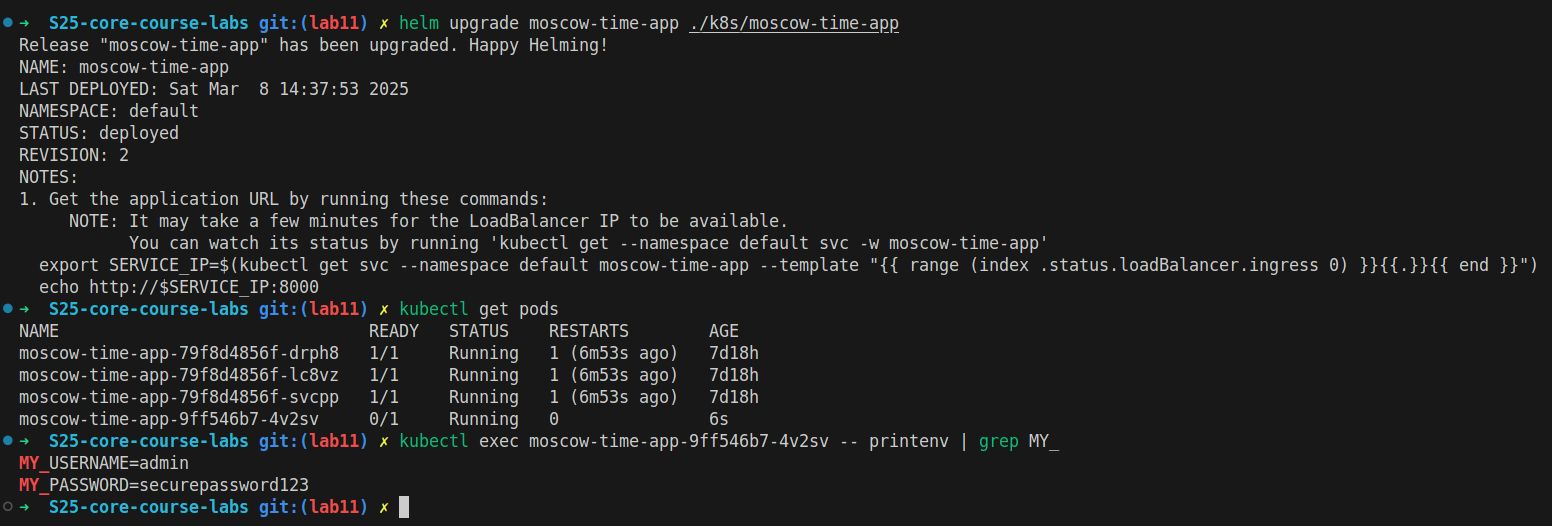 ➜  S25-core-course-labs git:(lab11) ✗ helm upgrade moscow-time-app ./k8s/moscow-time-app
Release "moscow-time-app" has been upgraded. Happy Helming!
NAME: moscow-time-app
LAST DEPLOYED: Sat Mar  8 14:37:53 2025
NAMESPACE: default
STATUS: deployed
REVISION: 2
NOTES:
1. Get the application URL by running these commands:
     NOTE: It may take a few minutes for the LoadBalancer IP to be available.
           You can watch its status by running 'kubectl get --namespace default svc -w moscow-time-app'
  export SERVICE_IP=$(kubectl get svc --namespace default moscow-time-app --template "{{ range (index .status.loadBalancer.ingress 0) }}{{.}}{{ end }}")
  echo http://$SERVICE_IP:8000
➜  S25-core-course-labs git:(lab11) ✗ kubectl get pods
NAME                               READY   STATUS    RESTARTS        AGE
moscow-time-app-79f8d4856f-drph8   1/1     Running   1 (6m53s ago)   7d18h
moscow-time-app-79f8d4856f-lc8vz   1/1     Running   1 (6m53s ago)   7d18h
moscow-time-app-79f8d4856f-svcpp   1/1     Running   1 (6m53s ago)   7d18h
moscow-time-app-9ff546b7-4v2sv     0/1     Running   0               6s
➜  S25-core-course-labs git:(lab11) ✗ kubectl exec moscow-time-app-9ff546b7-4v2sv -- printenv | grep MY_
MY_USERNAME=admin
MY_PASSWORD=securepassword123
➜  S25-core-course-labs git:(lab11) ✗